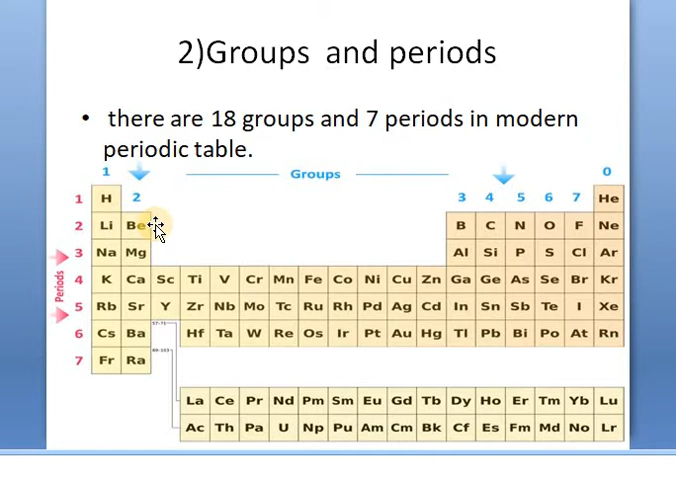 2)Groups and periods
• there are 18 groups and 7 periods in modern
periodic table.
1 Groups 0
1 H 2 3 4 5 6 7 He
2 Li Be B C N O F Ne
3 Na Mg Al Si P S Cl Ar
Periods
4 K Ca Sc Ti V Cr Mn Fe Co Ni Cu Zn Ga Ge As Se Br Kr
5 Rb Sr Y Zr Nb Mo Tc Ru Rh Pd Ag Cd In Sn Sb Te I Xe
57-71
6 Cs Ba Hf Ta W Re Os Ir Pt Au Hg Tl Pb Bi Po At Rn
7 Fr Ra
La Ce Pr Nd Pm Sm Eu Gd Tb Dy Ho Er Tm Yb Lu
Ac Th Pa U Np Pu Am Cm Bk Cf Es Fm Md No Lr